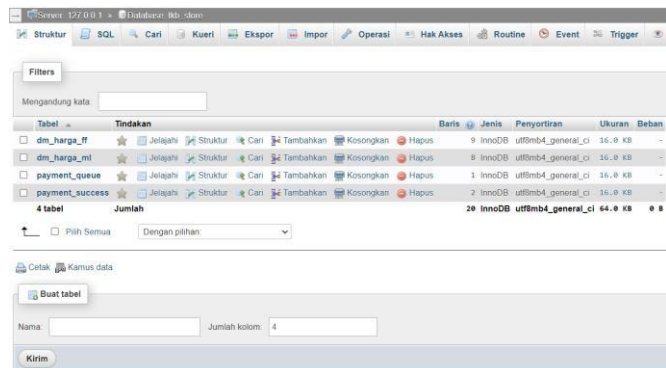 Server: 127.0.0.1 » Database: tkb_store
Struktur SQL Cari Kueri Ekspor Impor Operasi Hak Akses Routine Event Trigger
Filters
Mengandung kata:
Tabel Tindakan Baris Jenis Penyortiran Ukuran Beban
dm_harga_ff Jelajahi Struktur Cari Tambahkan Kosongkan Hapus 9 InnoDB utf8mb4_general_ci 16.0 KB -
dm_harga_ml Jelajahi Struktur Cari Tambahkan Kosongkan Hapus 8 InnoDB utf8mb4_general_ci 16.0 KB -
payment_queue Jelajahi Struktur Cari Tambahkan Kosongkan Hapus 1 InnoDB utf8mb4_general_ci 16.0 KB -
payment_success Jelajahi Struktur Cari Tambahkan Kosongkan Hapus 2 InnoDB utf8mb4_general_ci 16.0 KB -
4 tabel Jumlah 20 InnoDB utf8mb4_general_ci 64.0 KB 0 B
Pilih Semua Dengan pilihan:
Cetak Kamus data
Buat tabel
Nama: Jumlah kolom: 4
Kirim